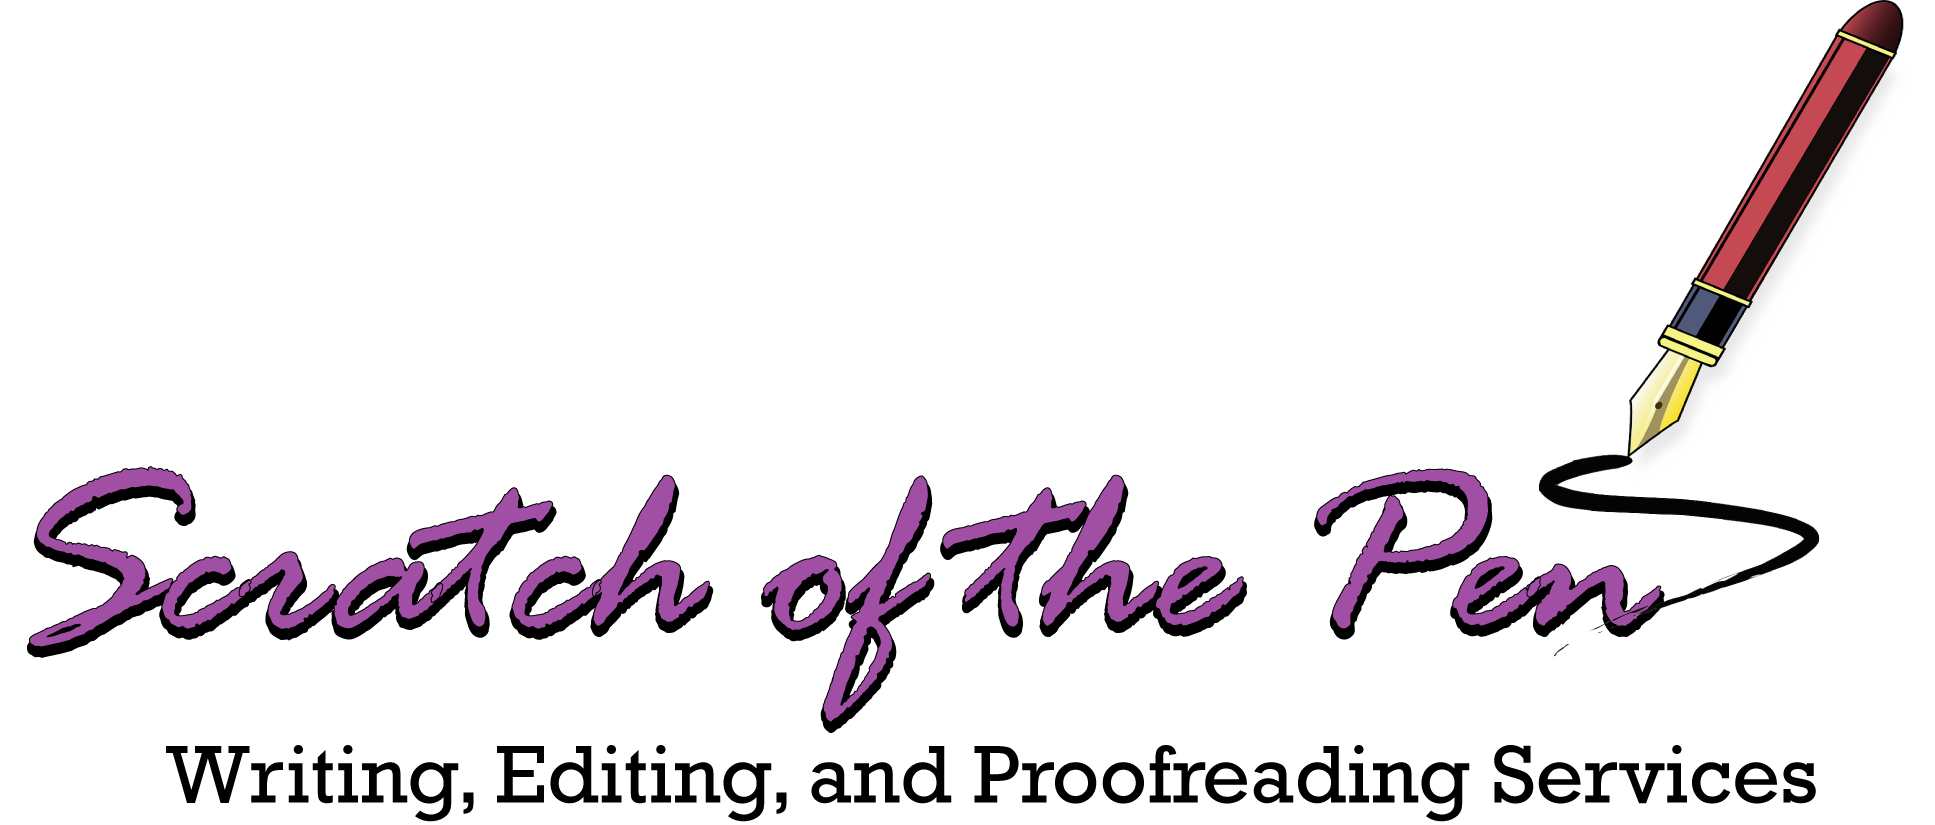 Scratch of the Pen
Writing, Editing, and Proofreading Services